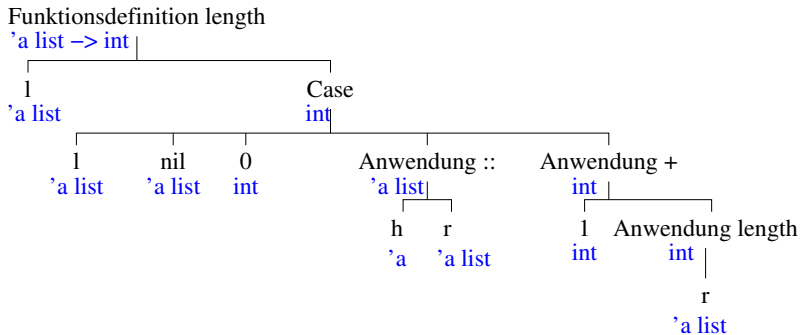 Funktionsdefinition length
'a list −> int
l Case
'a list int
l nil 0 Anwendung :: Anwendung +
'a list 'a list int 'a list int
h r 1 Anwendung length
'a 'a list int int
r
'a list